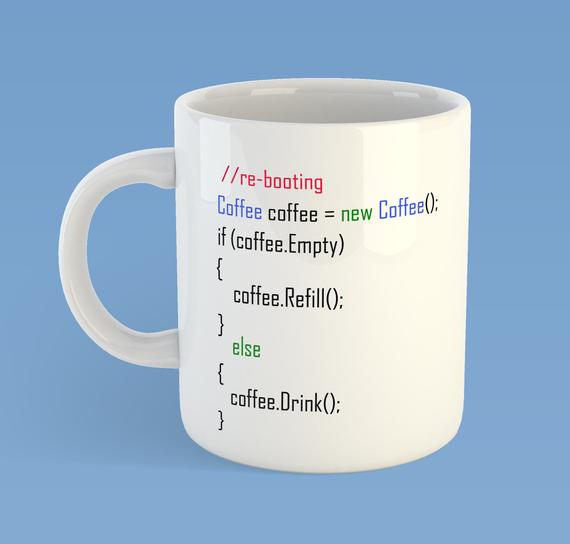 //re-booting
Coffee coffee = new Coffee();
if (coffee.Empty)
{
coffee.Refill();
}
else
{
coffee.Drink();
}